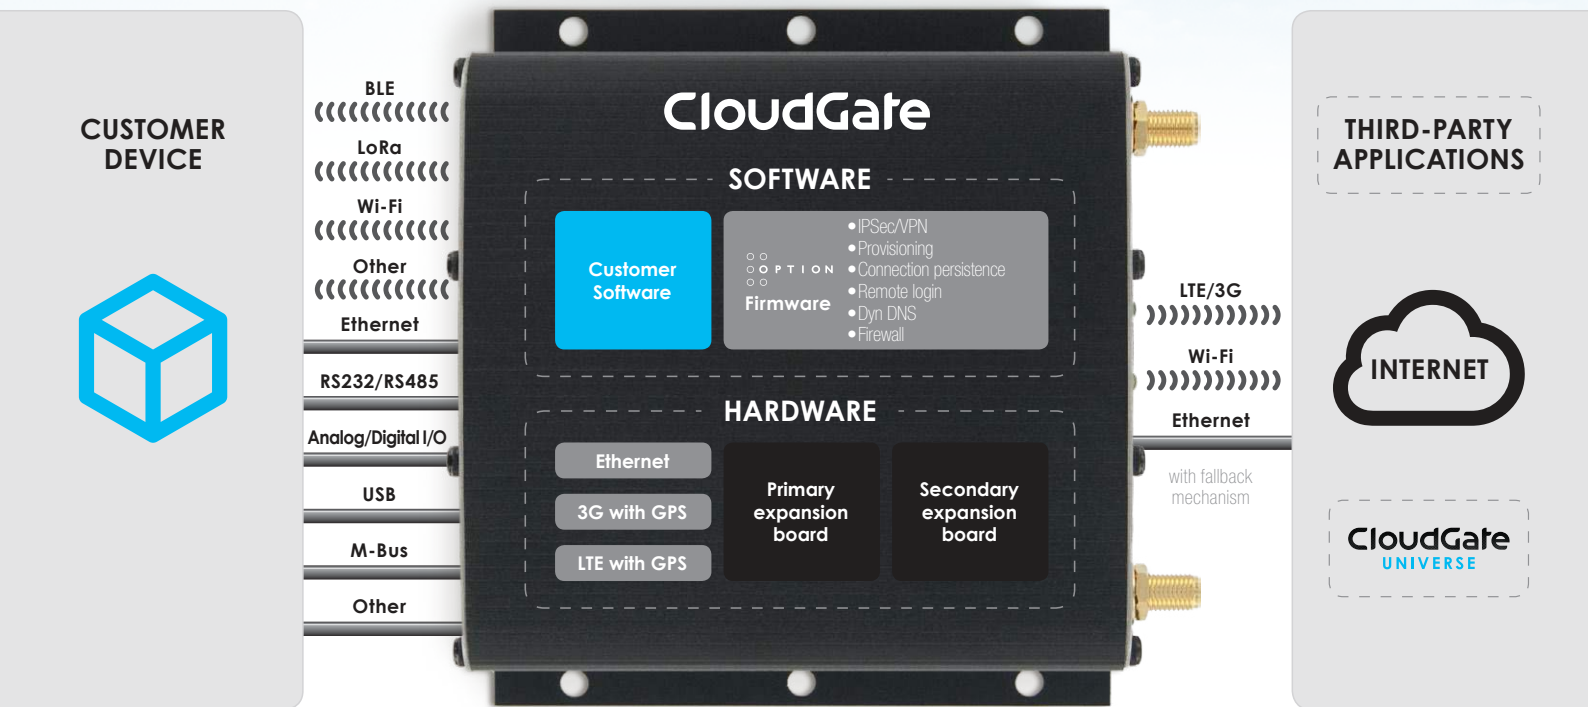 CUSTOMER
DEVICE
BLE
LoRa
Wi-Fi
Other
Ethernet
RS232/RS485
Analog/Digital I/O
USB
M-Bus
Other
CloudGate
SOFTWARE
Customer
Software
OPTION
Firmware
•IPSec/VPN
•Provisioning
•Connection persistence
•Remote login
•Dyn DNS
•Firewall
HARDWARE
Ethernet
3G with GPS
LTE with GPS
Primary
expansion
board
Secondary
expansion
board
LTE/3G
Wi-Fi
Ethernet
with fallback
mechanism
THIRD-PARTY
APPLICATIONS
INTERNET
CloudGate
UNIVERSE